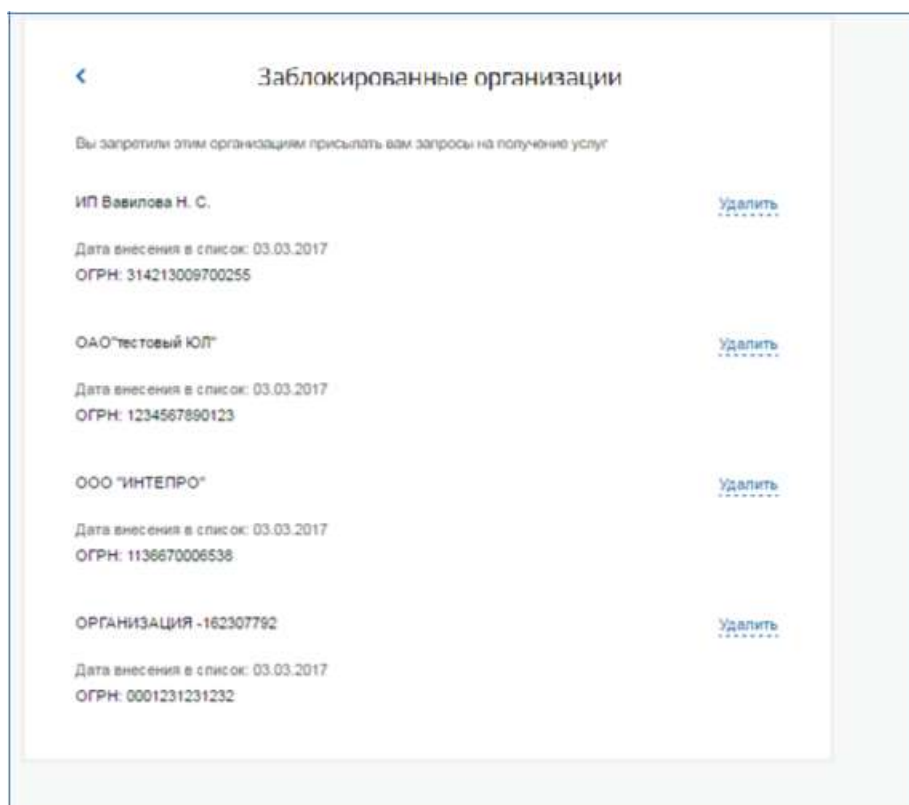 Заблокированные организации
Вы запретили этим организациям присылать вам запросы на получение услуг
ИП Вавилова Н. С.
Удалить
Дата внесения в список: 03.03.2017
ОГРН: 314213009700255
ОАО"тестовый ЮЛ"
Удалить
Дата внесения в список: 03.03.2017
ОГРН: 1234567890123
ООО "ИНТЕПРО"
Удалить
Дата внесения в список: 03.03.2017
ОГРН: 1136670006538
ОРГАНИЗАЦИЯ -162307792
Удалить
Дата внесения в список: 03.03.2017
ОГРН: 0001231231232